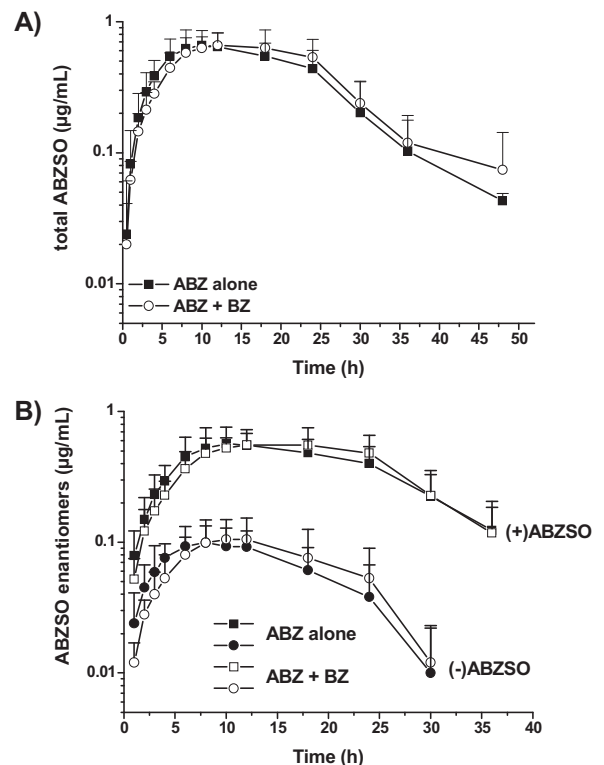 A)
total ABZSO (µg/mL)
1
0.1
0.01
ABZ alone
ABZ + BZ
0 5 10 15 20 25 30 35 40 45 50
Time (h)
B)
ABZSO enantiomers (µg/mL)
1
0.1
0.01
(+)ABZSO
(-)ABZSO
ABZ alone
ABZ + BZ
0 5 10 15 20 25 30 35 40
Time (h)